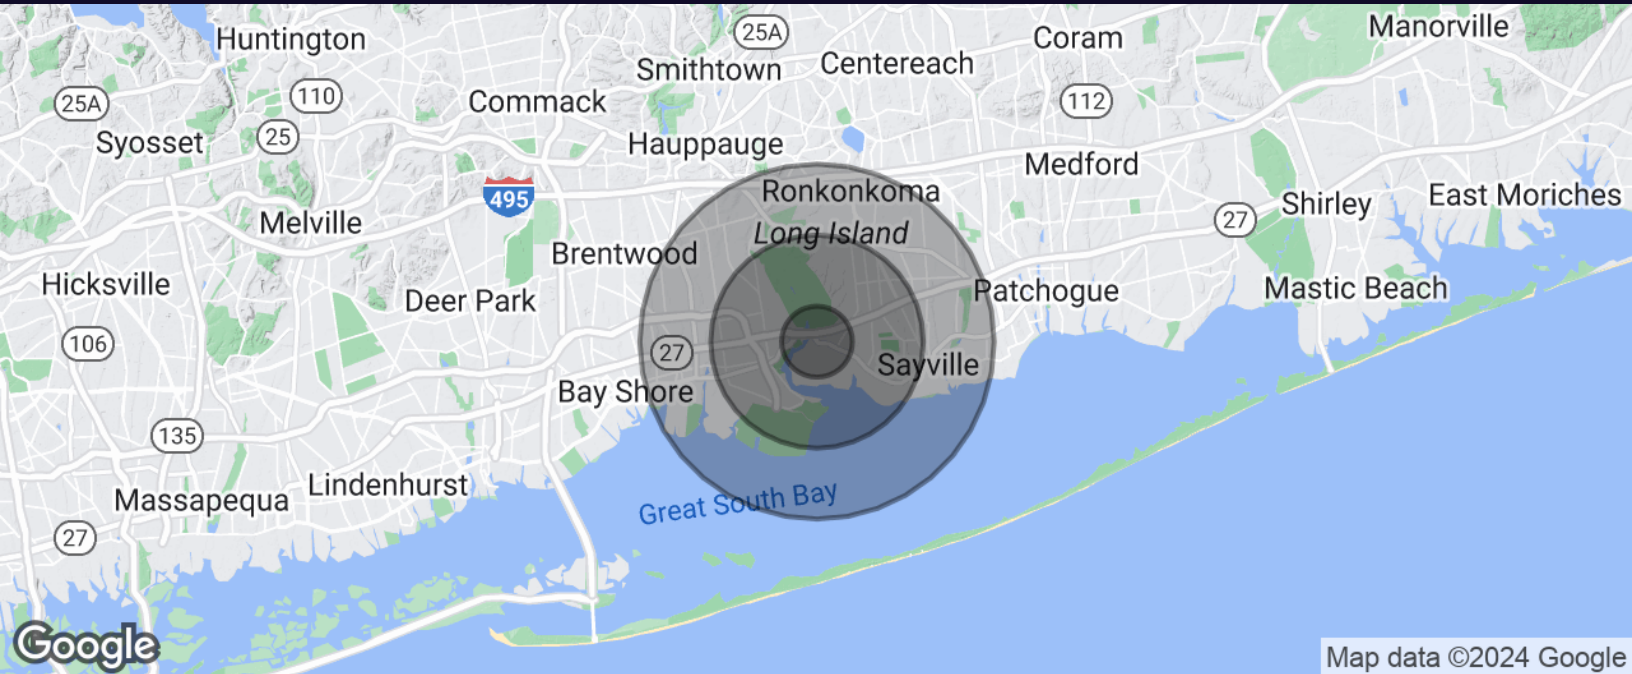 Huntington
25A
Manorville
Coram
Smithtown
Centereach
25A
110
Commack
112
Syosset
25
Hauppauge
Medford
495
Ronkonkoma
Shirley
East Moriches
Melville
27
Long Island
Brentwood
Hicksville
Deer Park
Patchogue
Mastic Beach
106
27
Sayville
Bay Shore
135
Lindenhurst
Massapequa
Great South Bay
27
Google
Map data ©2024 Google